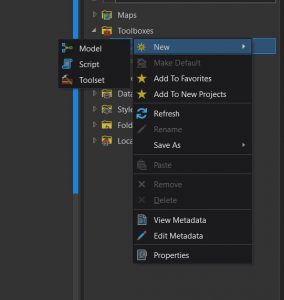 Maps
Toolboxes
Model
New
Script
Make Default
Toolset
Add To Favorites
Data
Add To New Projects
Style
Refresh
Fold
Rename
Loca
Save As
Paste
Remove
Delete
View Metadata
Edit Metadata
Properties